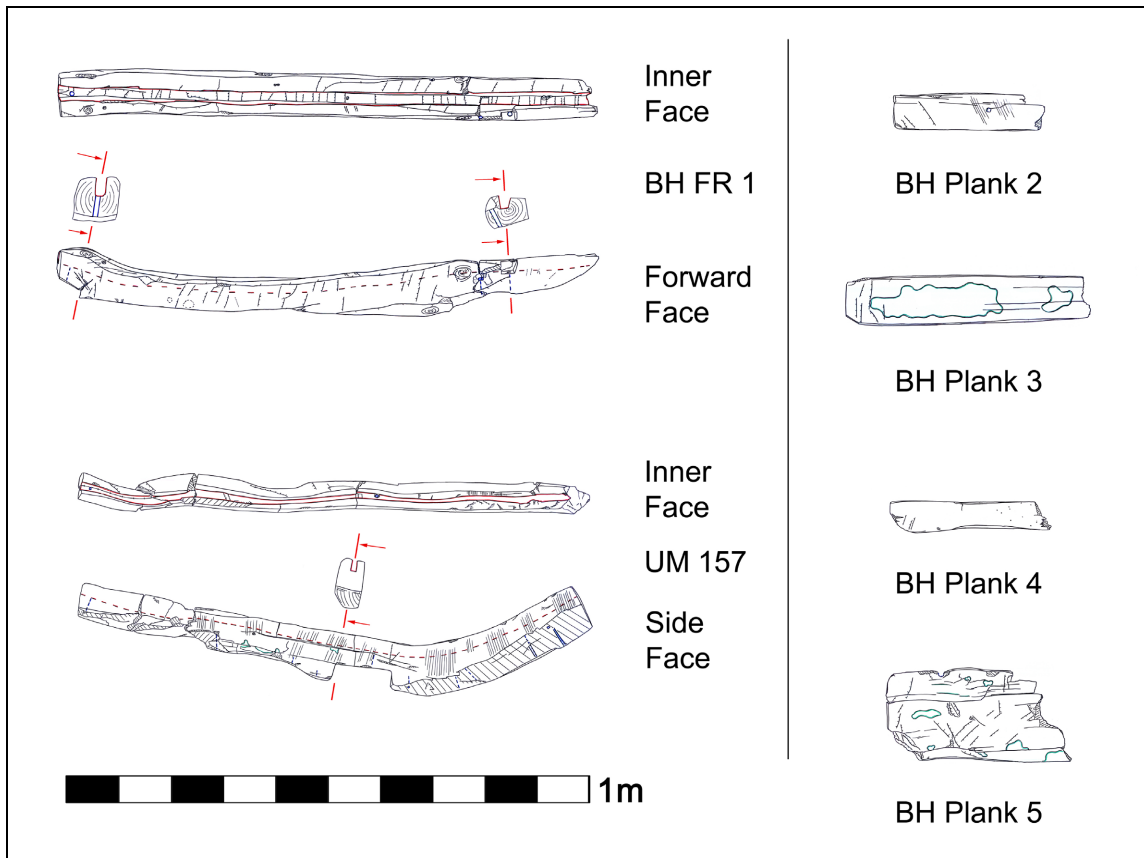 Inner
Face
BH FR 1
Forward
Face
Inner
Face
UM 157
Side
Face
1m
BH Plank 2
BH Plank 3
BH Plank 4
BH Plank 5